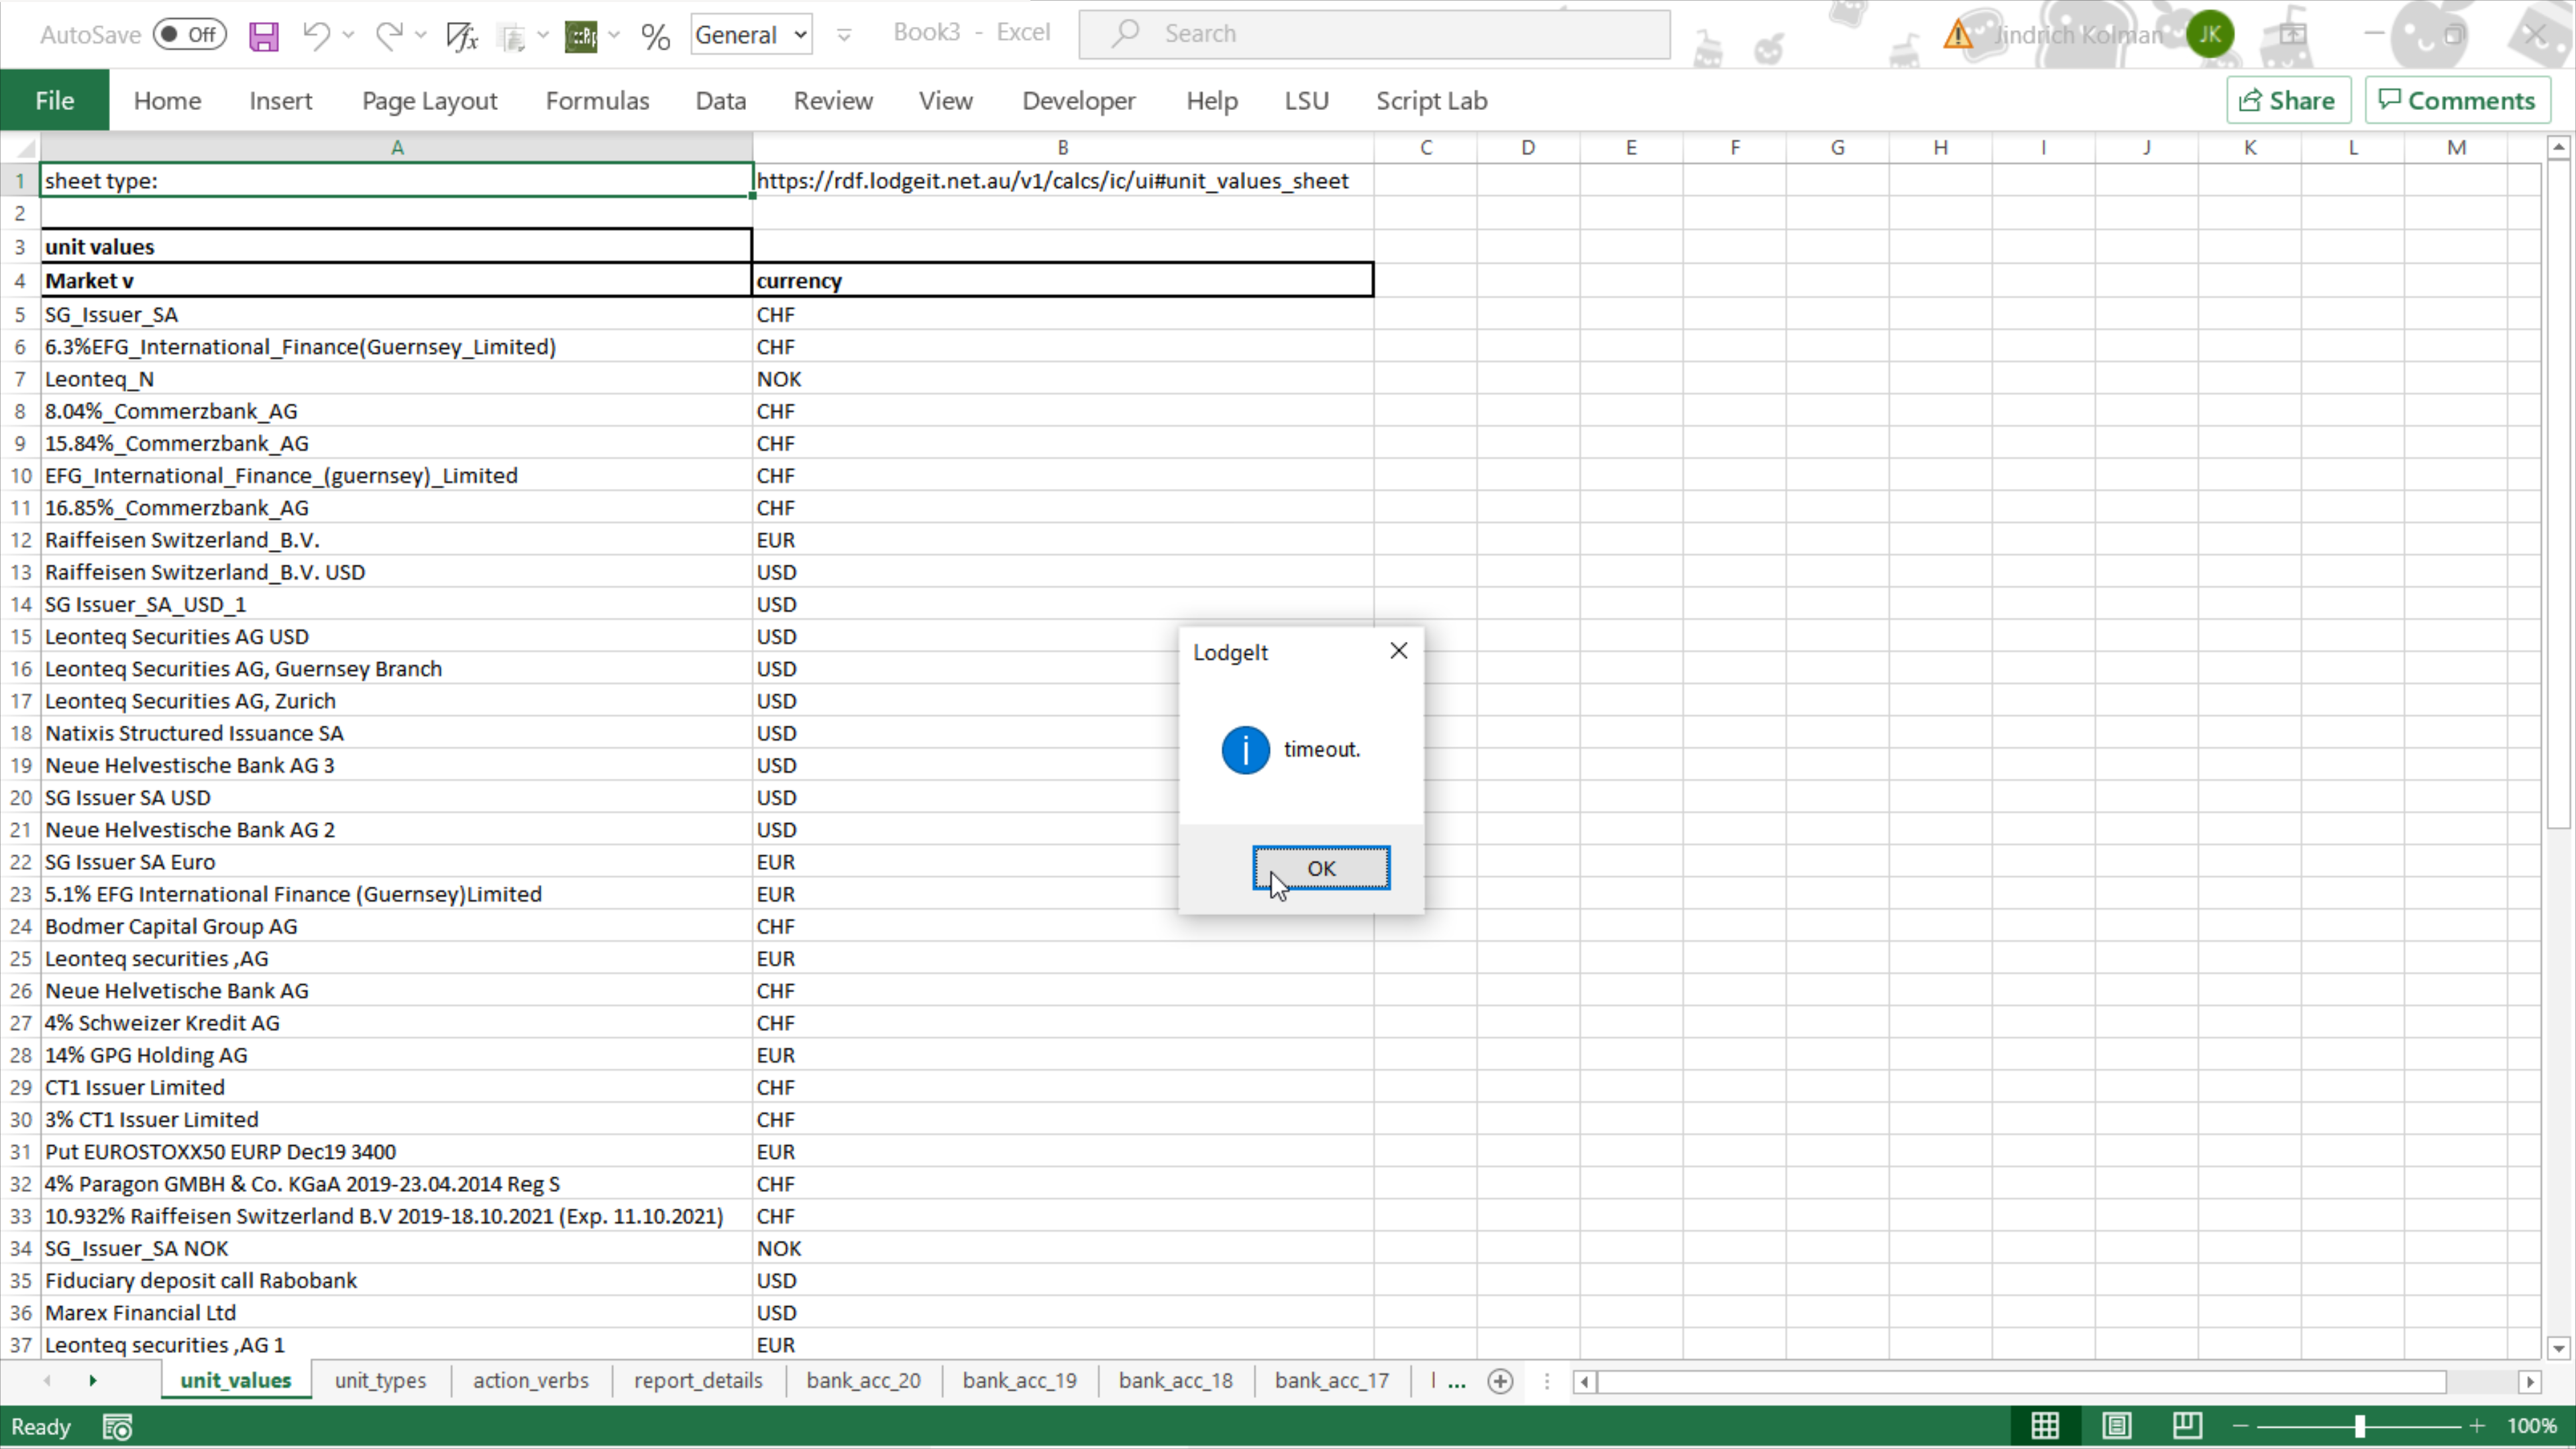 AutoSave Off General Book3 - Excel Search Jindrich Kolman JK
File Home Insert Page Layout Formulas Data Review View Developer Help LSU Script Lab Share Comments
A B C D E F G H I J K L M
1 sheet type: https://rdf.lodgeit.net.au/v1/calcs/ic/ui#unit_values_sheet
2
3 unit values
4 Market v currency
5 SG_Issuer_SA CHF
6 6.3%EFG_International_Finance(Guernsey_Limited) CHF
7 Leonteq_N NOK
8 8.04%_Commerzbank_AG CHF
9 15.84%_Commerzbank_AG CHF
10 EFG_International_Finance_(guernsey)_Limited CHF
11 16.85%_Commerzbank_AG CHF
12 Raiffeisen Switzerland_B.V. EUR
13 Raiffeisen Switzerland_B.V. USD USD
14 SG Issuer_SA_USD_1 USD
15 Leonteq Securities AG USD USD
16 Leonteq Securities AG, Guernsey Branch USD
17 Leonteq Securities AG, Zurich USD
18 Natixis Structured Issuance SA USD
19 Neue Helvestische Bank AG 3 USD
20 SG Issuer SA USD USD
21 Neue Helvestische Bank AG 2 USD
22 SG Issuer SA Euro EUR
23 5.1% EFG International Finance (Guernsey)Limited EUR
24 Bodmer Capital Group AG CHF
25 Leonteq securities ,AG EUR
26 Neue Helvetische Bank AG CHF
27 4% Schweizer Kredit AG CHF
28 14% GPG Holding AG EUR
29 CT1 Issuer Limited CHF
30 3% CT1 Issuer Limited CHF
31 Put EUROSTOXX50 EURP Dec19 3400 EUR
32 4% Paragon GMBH & Co. KGaA 2019-23.04.2014 Reg S CHF
33 10.932% Raiffeisen Switzerland B.V 2019-18.10.2021 (Exp. 11.10.2021) CHF
34 SG_Issuer_SA NOK NOK
35 Fiduciary deposit call Rabobank USD
36 Marex Financial Ltd USD
37 Leonteq securities ,AG 1 EUR
LodgeIt
timeout.
OK
unit_values unit_types action_verbs report_details bank_acc_20 bank_acc_19 bank_acc_18 bank_acc_17 ...
Ready 100%